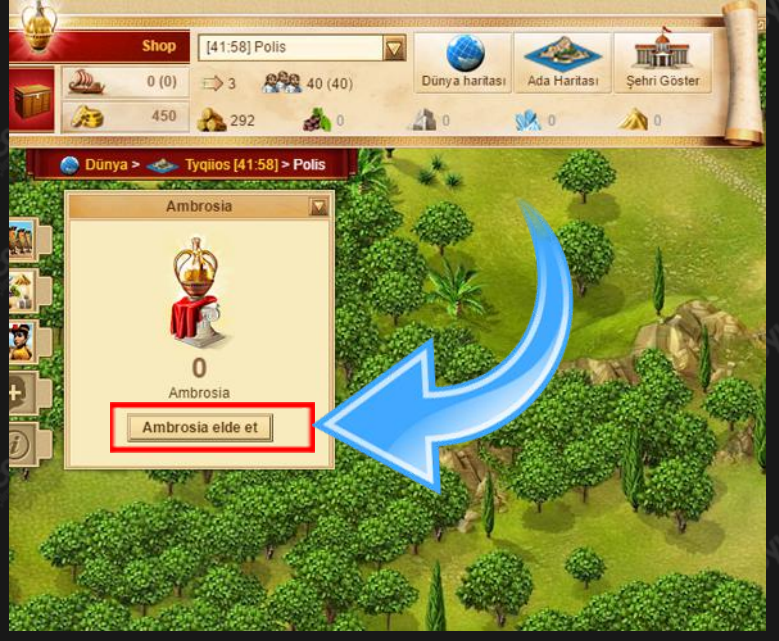 Shop
[41:58] Polis
Dünya haritası
Ada Haritası
Şehri Göster
0 (0)
3
40 (40)
450
292
0
0
0
0
Dünya > Tyqiios [41:58] > Polis
Ambrosia
0
Ambrosia
Ambrosia elde et